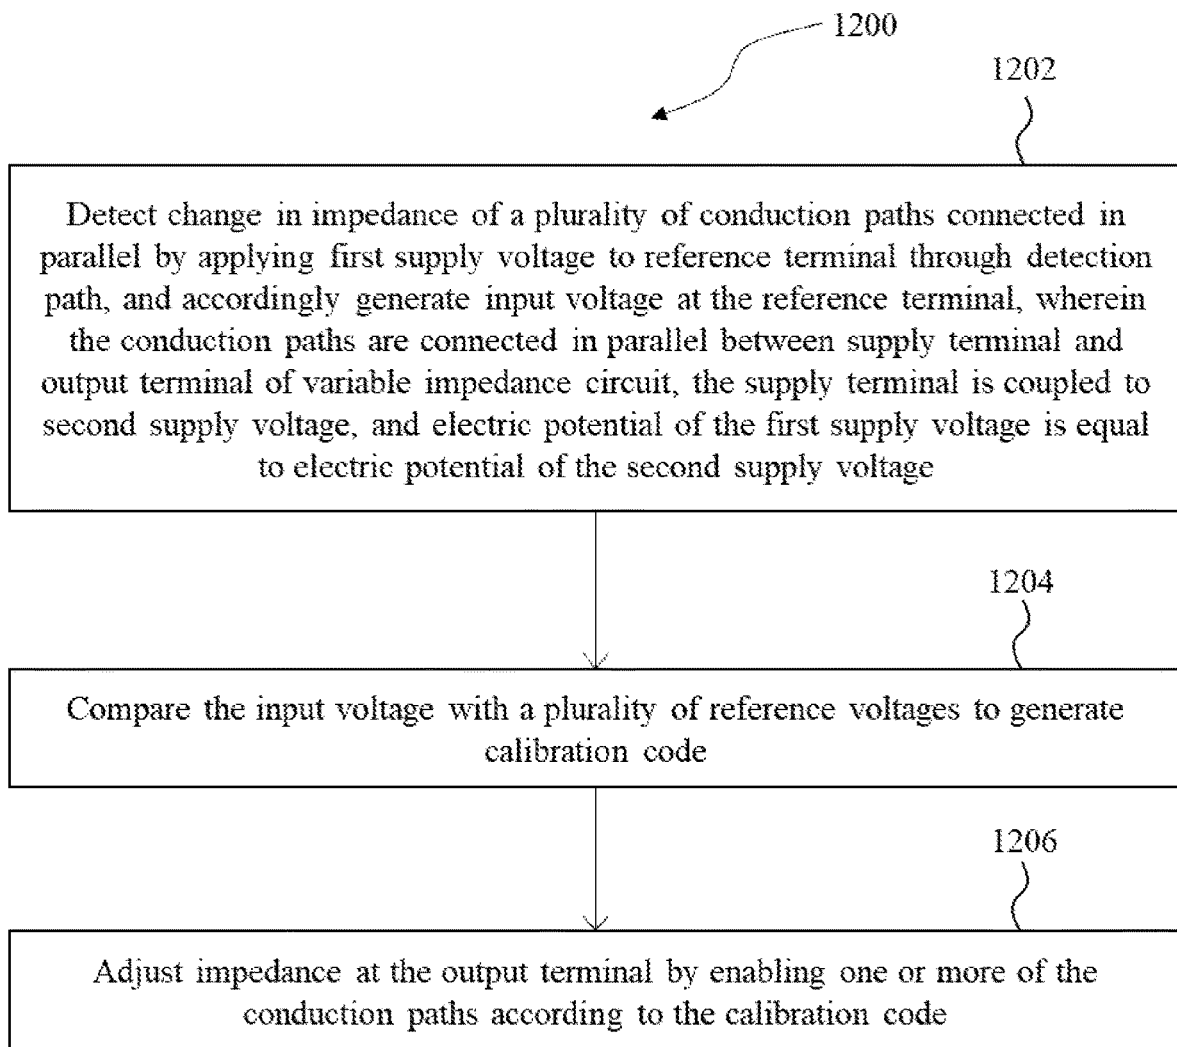 1200
1202
Detect change in impedance of a plurality of conduction paths connected in
parallel by applying first supply voltage to reference terminal through detection
path, and accordingly generate input voltage at the reference terminal, wherein
the conduction paths are connected in parallel between supply terminal and
output terminal of variable impedance circuit, the supply terminal is coupled to
second supply voltage, and electric potential of the first supply voltage is equal
to electric potential of the second supply voltage
1204
Compare the input voltage with a plurality of reference voltages to generate
calibration code
1206
Adjust impedance at the output terminal by enabling one or more of the
conduction paths according to the calibration code